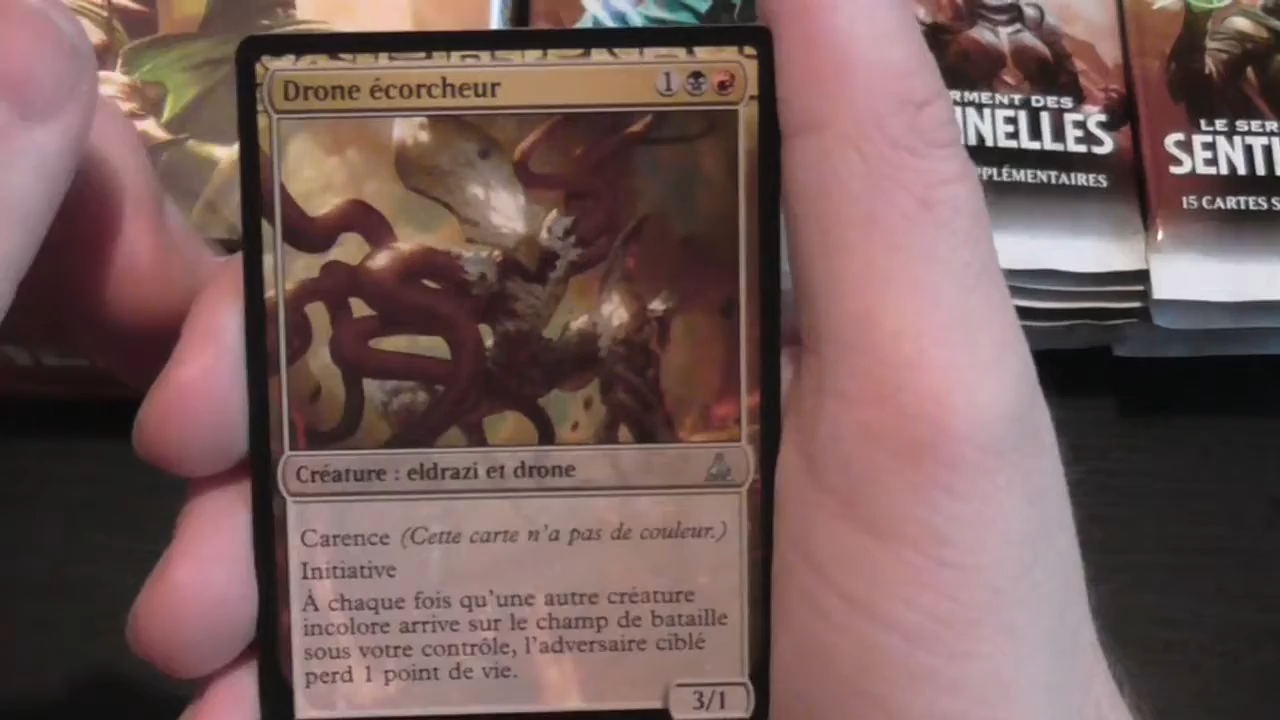 Drone écorcheur
1
Créature : eldrazi et drone
Carence (Cette carte n'a pas de couleur.)
Initiative
À chaque fois qu'une autre créature
incolore arrive sur le champ de bataille
sous votre contrôle, l'adversaire ciblé
perd 1 point de vie.
3/1
RMENT DES
INELLES
PPLÉMENTAIRES
LE SER
SENTI
15 CARTES S